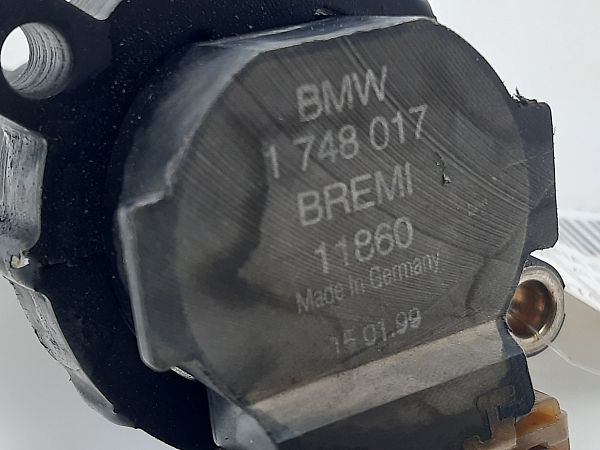 BMW
1 748 017
BREMI
11860
Made in Germany
15.01.99